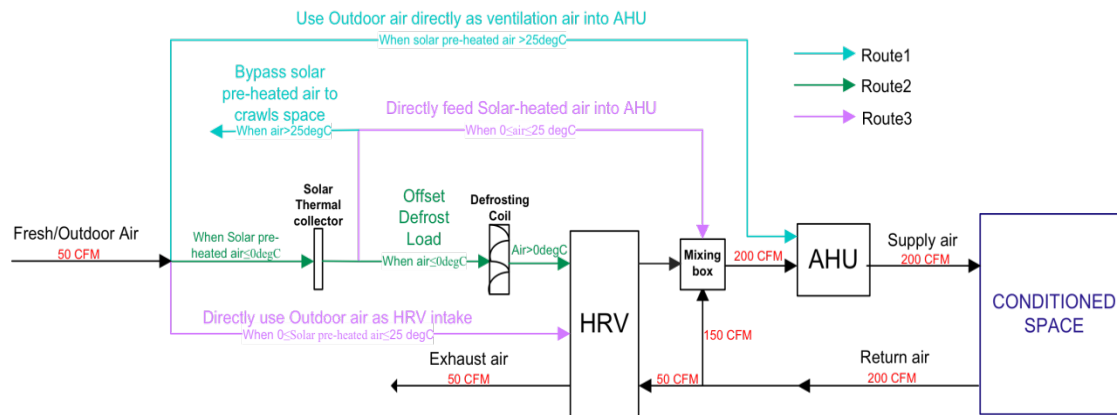 Use Outdoor air directly as ventilation air into AHU
When solar pre-heated air >25degC
Route1
Route2
Route3
Bypass solar
pre-heated air to
crawls space
When air>25degC
Directly feed Solar-heated air into AHU
When 0≤air≤25 degC
Solar
Thermal
collector
Offset
Defrost
Load
Defrosting
Coil
Fresh/Outdoor Air
50 CFM
When Solar pre-
heated air≤0degC
When air≤0degC
Air>0degC
HRV
Mixing
box
200 CFM
AHU
Supply air
200 CFM
CONDITIONED
SPACE
Directly use Outdoor air as HRV intake
When 0≤Solar pre-heated air≤25 degC
150 CFM
Exhaust air
50 CFM
50 CFM
Return air
200 CFM